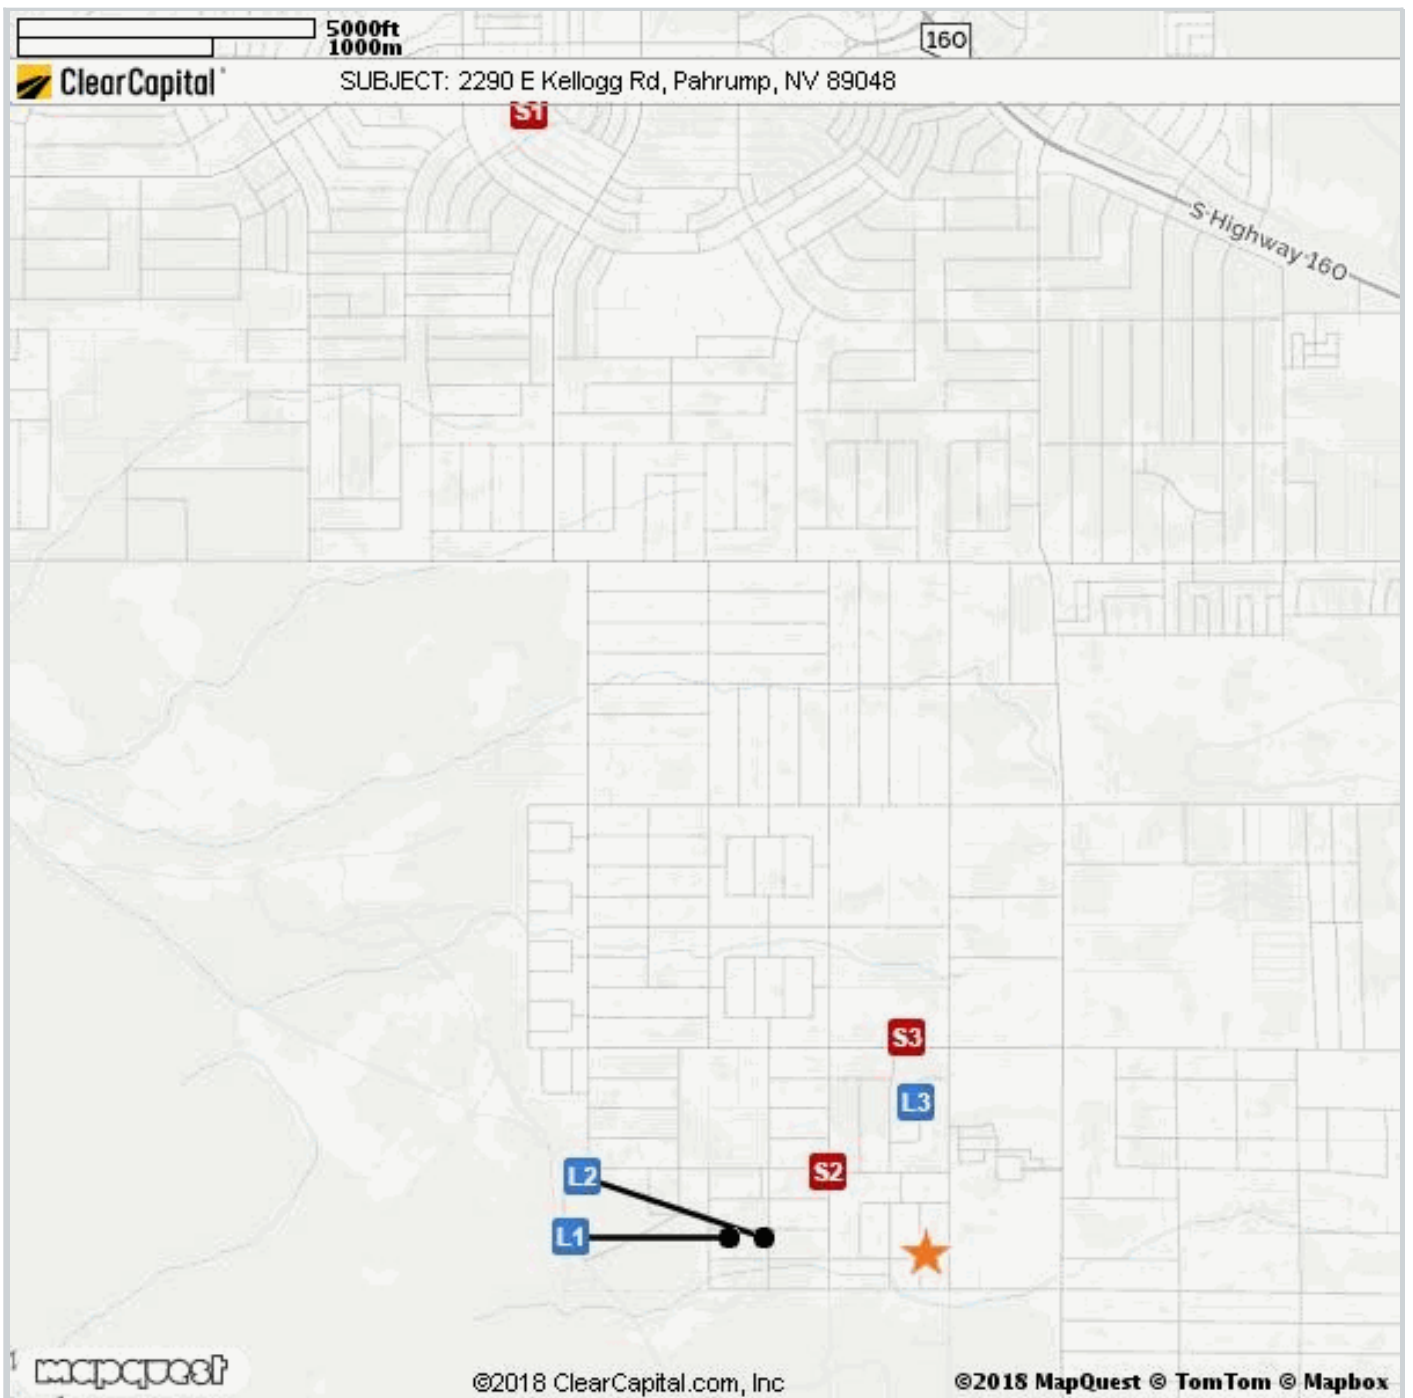 5000ft
1000m
160
ClearCapital
SUBJECT: 2290 E Kellogg Rd, Pahrump, NV 89048
S1
S Highway 160
S3
L3
L2
S2
L1
mapquest
©2018 ClearCapital.com, Inc
©2018 MapQuest © TomTom © Mapbox